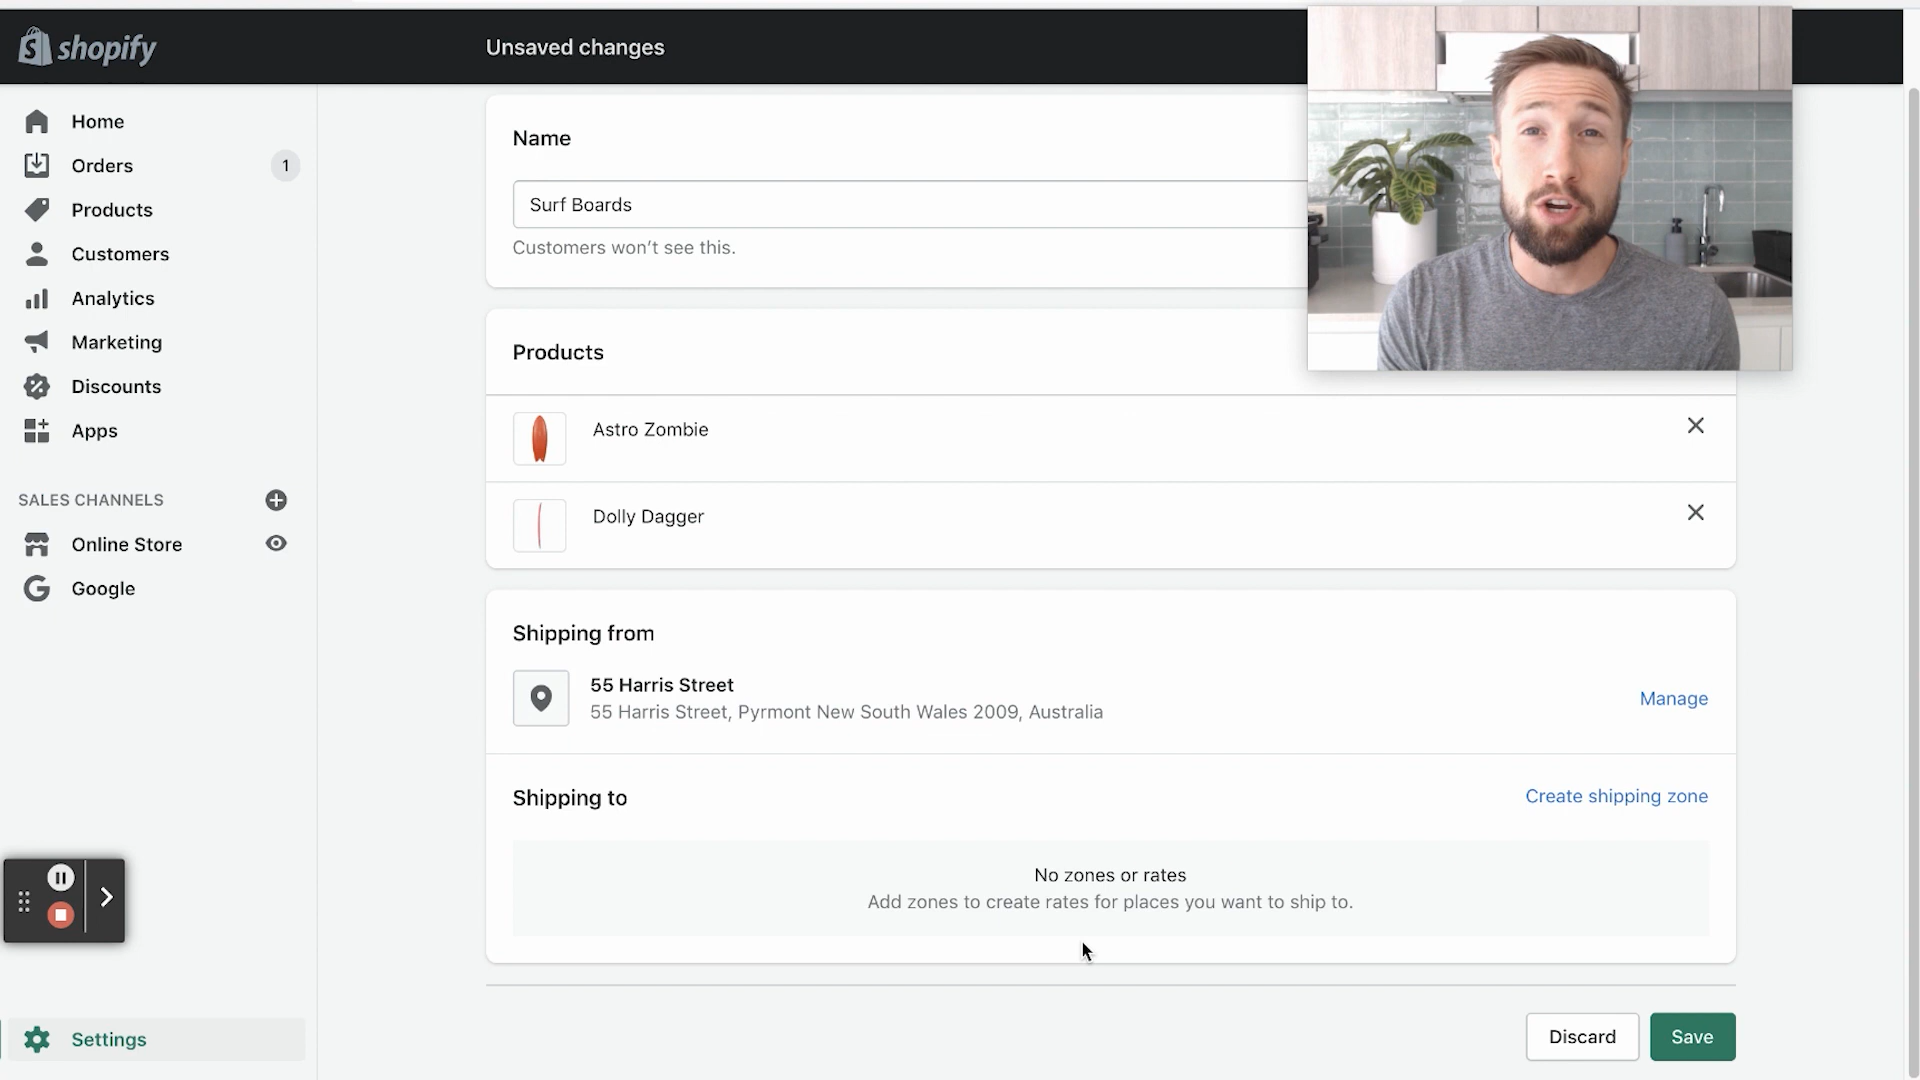 shopify
Unsaved changes
Home
Orders 1
Products
Customers
Analytics
Marketing
Discounts
Apps
SALES CHANNELS
Online Store
Google
Settings
Name
Surf Boards
Customers won’t see this.
Products
Astro Zombie
Dolly Dagger
Shipping from
55 Harris Street
55 Harris Street, Pyrmont New South Wales 2009, Australia
Manage
Shipping to
Create shipping zone
No zones or rates
Add zones to create rates for places you want to ship to.
Discard
Save